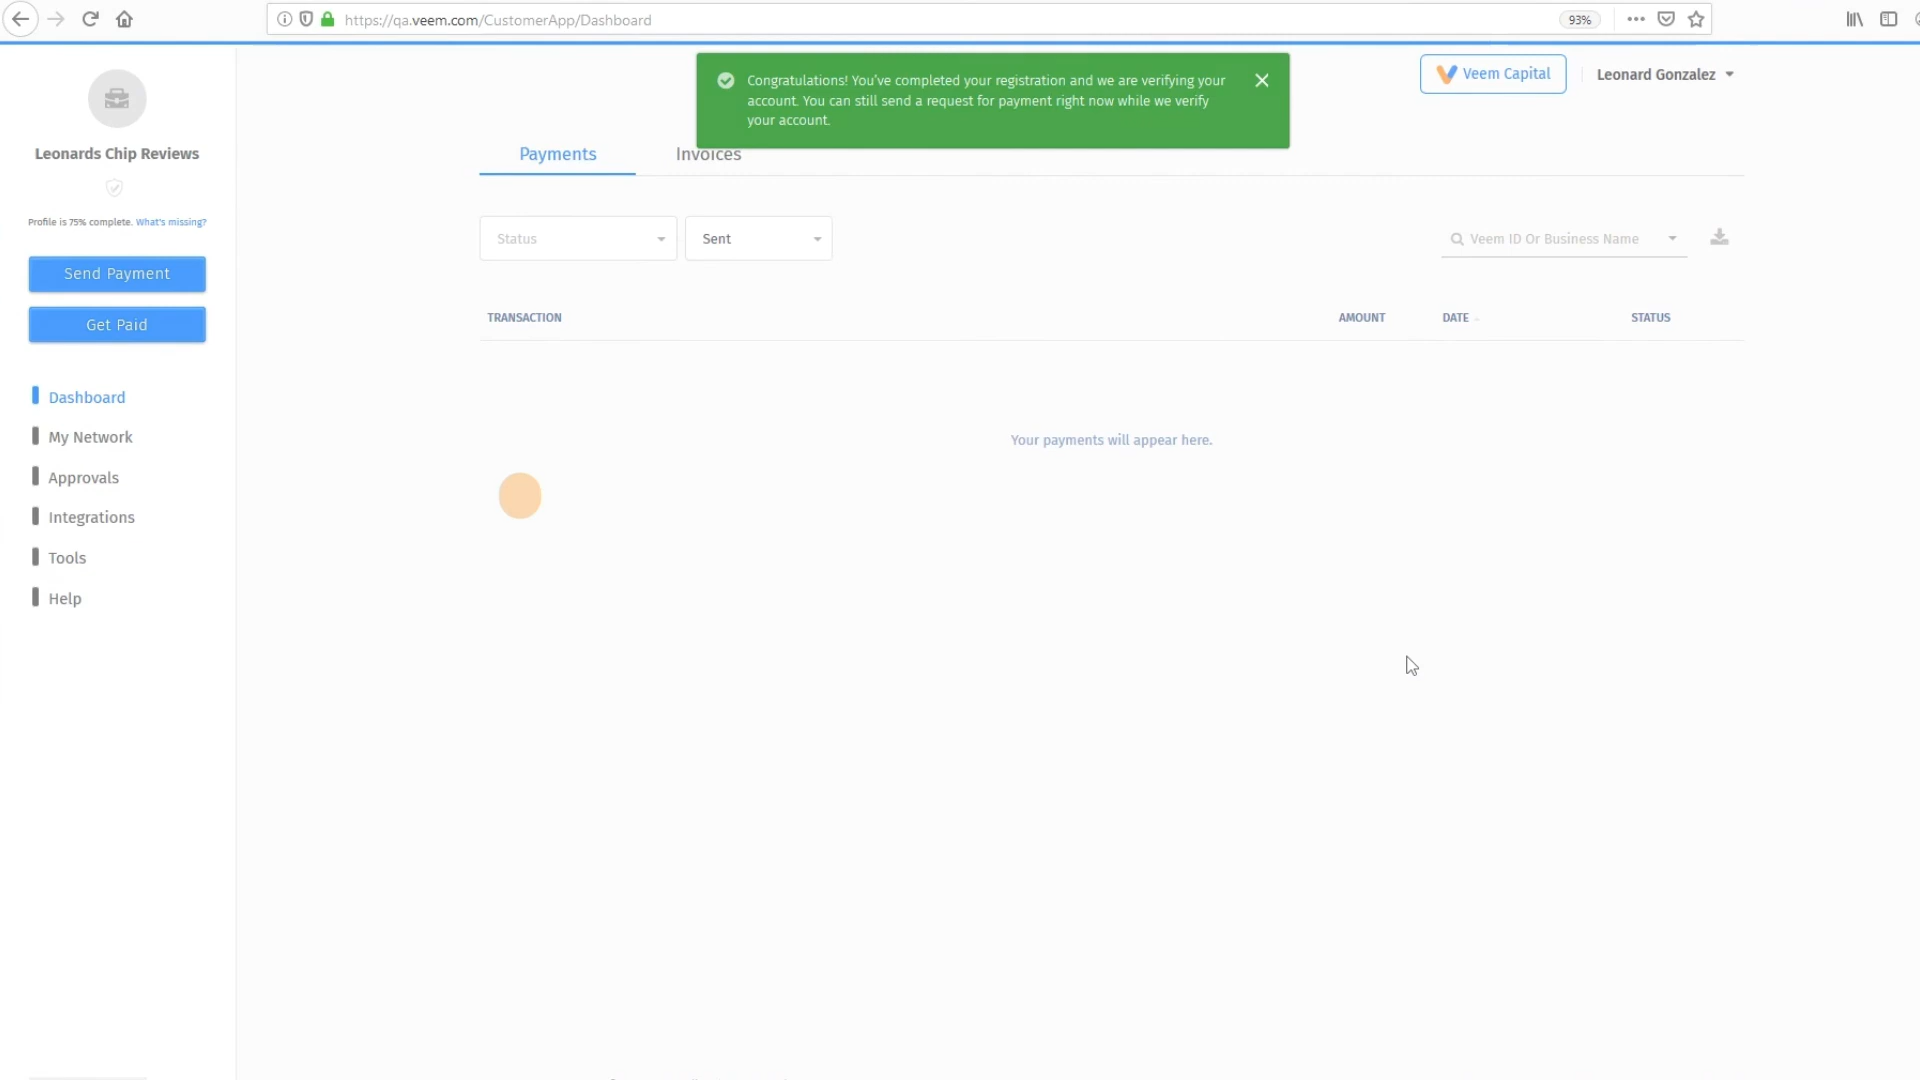 https://qa.veem.com/CustomerApp/Dashboard
93%
Congratulations! You've completed your registration and we are verifying your
account. You can still send a request for payment right now while we verify
your account.
Veem Capital
Leonard Gonzalez
Leonards Chip Reviews
Profile is 75% complete. What's missing?
Send Payment
Get Paid
Dashboard
My Network
Approvals
Integrations
Tools
Help
Payments
Invoices
Status
Sent
Veem ID Or Business Name
TRANSACTION
AMOUNT
DATE
STATUS
Your payments will appear here.